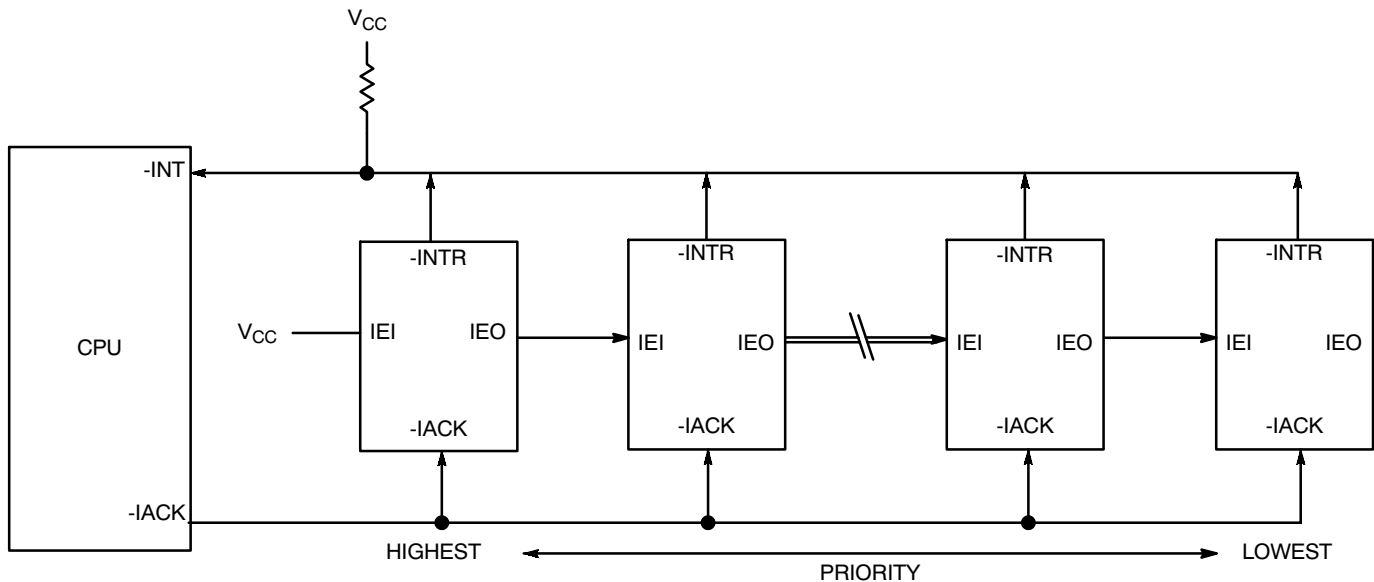 VCC
-INT
-INTR -INTR -INTR -INTR
VCC IEI IEO IEI IEO IEI IEO IEI IEO
CPU
-IACK -IACK -IACK -IACK
-IACK
HIGHEST LOWEST
PRIORITY